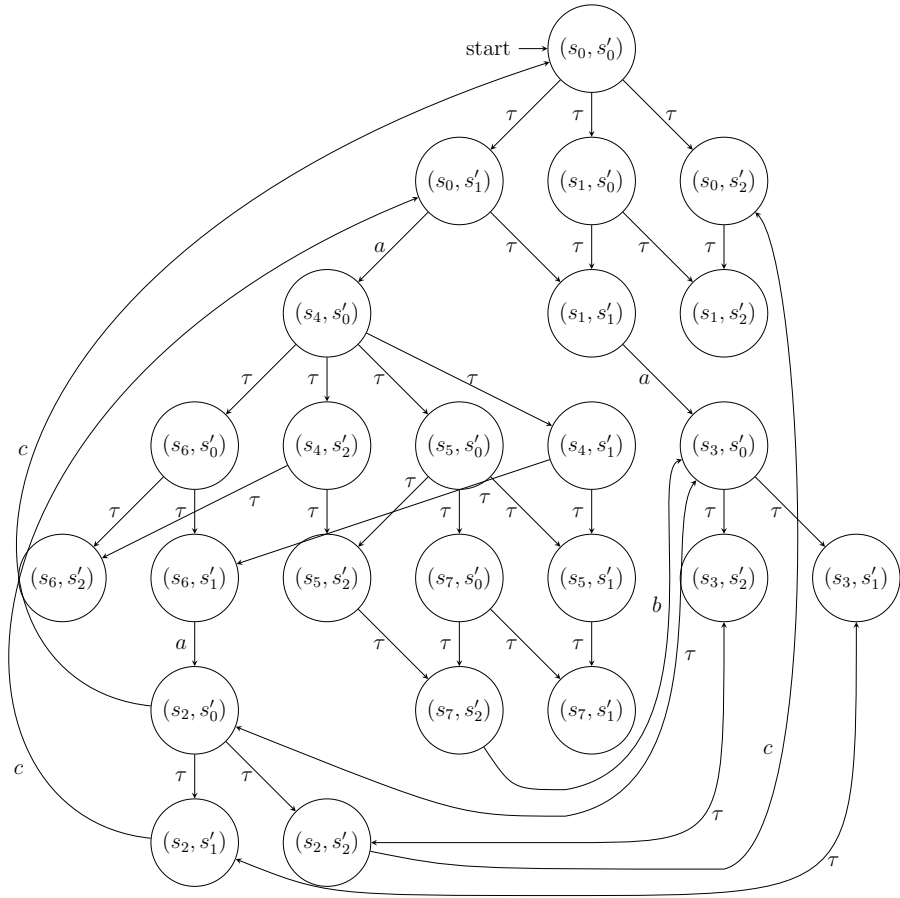 start (s₀, s′₀)
τ τ τ
(s₀, s′₁) (s₁, s′₀) (s₀, s′₂)
a τ τ τ τ
(s₄, s′₀) (s₁, s′₁) (s₁, s′₂)
τ τ τ τ a
c (s₆, s′₀) (s₄, s′₂) (s₅, s′₀) (s₄, s′₁) (s₃, s′₀)
τ τ τ τ τ τ τ τ τ τ τ
(s₆, s′₂) (s₆, s′₁) (s₅, s′₂) (s₇, s′₀) (s₅, s′₁) b (s₃, s′₂) (s₃, s′₁)
a τ τ τ τ τ
(s₂, s′₀) (s₇, s′₂) (s₇, s′₁)
c τ τ c
(s₂, s′₁) (s₂, s′₂) τ τ